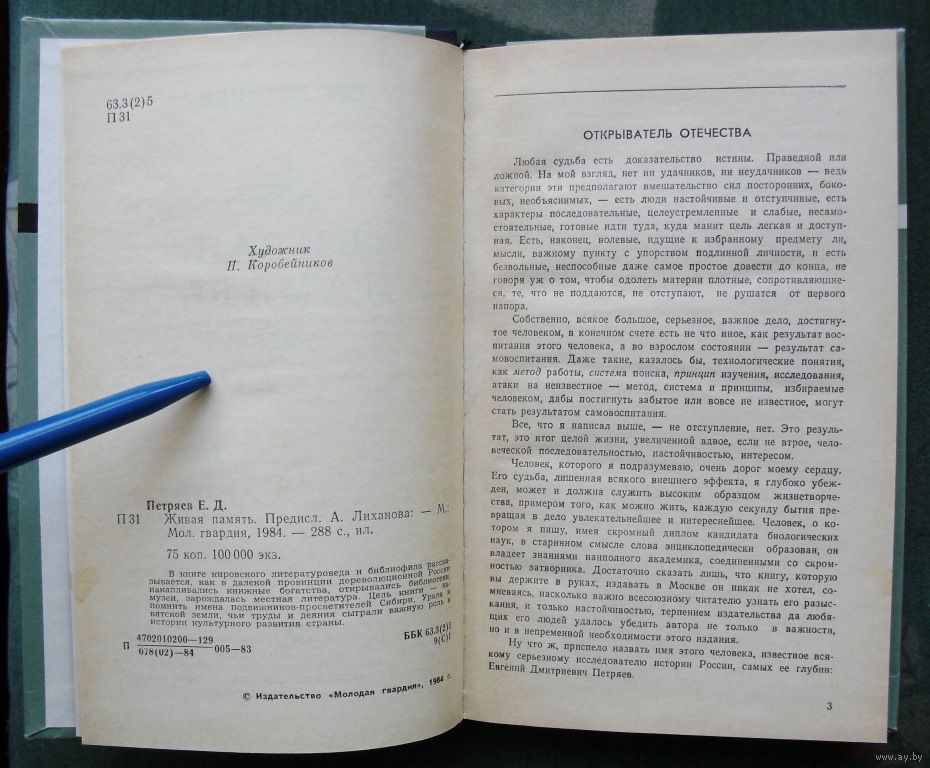 63.3(2)5
П 31
Художник
Н. Коробейников
Петряев Е. Д.
П 31 Живая память. Предисл. А. Лиханова: — М.:
Мол. гвардия, 1984. — 288 с., ил.
75 коп. 100 000 экз.
В книге кировского литературоведа и библиофила расска-
зывается, как в далекой провинции дореволюционной России
накапливались книжные богатства, открывались библиотеки,
музеи, зарождалась местная литература. Цель книги — на-
помнить имена подвижников-просветителей Сибири, Урала и
вятской земли, чьи труды и деяния сыграли важную роль в
истории культурного развития страны.
П 4702010200—129
078(02)—84 005—83
ББК 63.3(2)5
9(С)1
© Издательство «Молодая гвардия», 1984 г.
ОТКРЫВАТЕЛЬ ОТЕЧЕСТВА
Любая судьба есть доказательство истины. Праведной или
ложной. На мой взгляд, нет ни удачников, ни неудачников — ведь
категории эти предполагают вмешательство сил посторонних, боко-
вых, необъяснимых, — есть люди настойчивые и отступчивые, есть
характеры последовательные, целеустремленные и слабые, несамо-
стоятельные, готовые идти туда, куда манит цель легкая и доступ-
ная. Есть, наконец, волевые, идущие к избранному предмету ли,
мысли, важному пункту с упорством подлинной личности, и есть
безвольные, неспособные даже самое простое довести до конца, не
говоря уж о том, чтобы одолеть материи плотные, сопротивляющие-
ся, те, что не поддаются, не отступают, не рушатся от первого
напора.
Собственно, всякое большое, серьезное, важное дело, достигну-
тое человеком, в конечном счете есть не что иное, как результат вос-
питания этого человека, а во взрослом состоянии — результат са-
мовоспитания. Даже такие, казалось бы, технологические понятия,
как метод работы, система поиска, принцип изучения, исследования,
атаки на неизвестное — метод, система и принципы, избираемые
человеком, дабы постигнуть забытое или вовсе не известное, могут
стать результатом самовоспитания.
Все, что я написал выше, — не отступление, нет. Это резуль-
тат, это итог целой жизни, увеличенной вдвое, если не втрое, чело-
веческой последовательностью, настойчивостью, интересом.
Человек, которого я подразумеваю, очень дорог моему сердцу.
Его судьба, лишенная всякого внешнего эффекта, я глубоко убеж-
ден, может и должна служить высоким образцом жизнетворче-
ства, примером того, как можно жить, каждую секунду бытия пре-
вращая в дело увлекательнейшее и интереснейшее. Человек, о ко-
тором я пишу, имея скромный диплом кандидата биологических
наук, в старинном смысле слова энциклопедически образован, он
владеет знаниями наиполного академика, соединенными со скром-
ностью затворника. Достаточно сказать лишь, что книгу, которую
вы держите в руках, издавать в Москве он никак не хотел, со-
мневаясь, насколько важно всесоюзному читателю узнать его разыс-
кания, и только настойчивостью, терпением издательства да любя-
щих его людей удалось убедить автора не только в важности,
но и в непременной необходимости этого издания.
Ну что ж, приспело назвать имя этого человека, известное вся-
кому серьезному исследователю истории России, самых ее глубин:
Евгений Дмитриевич Петряев.
3
www.ay.by